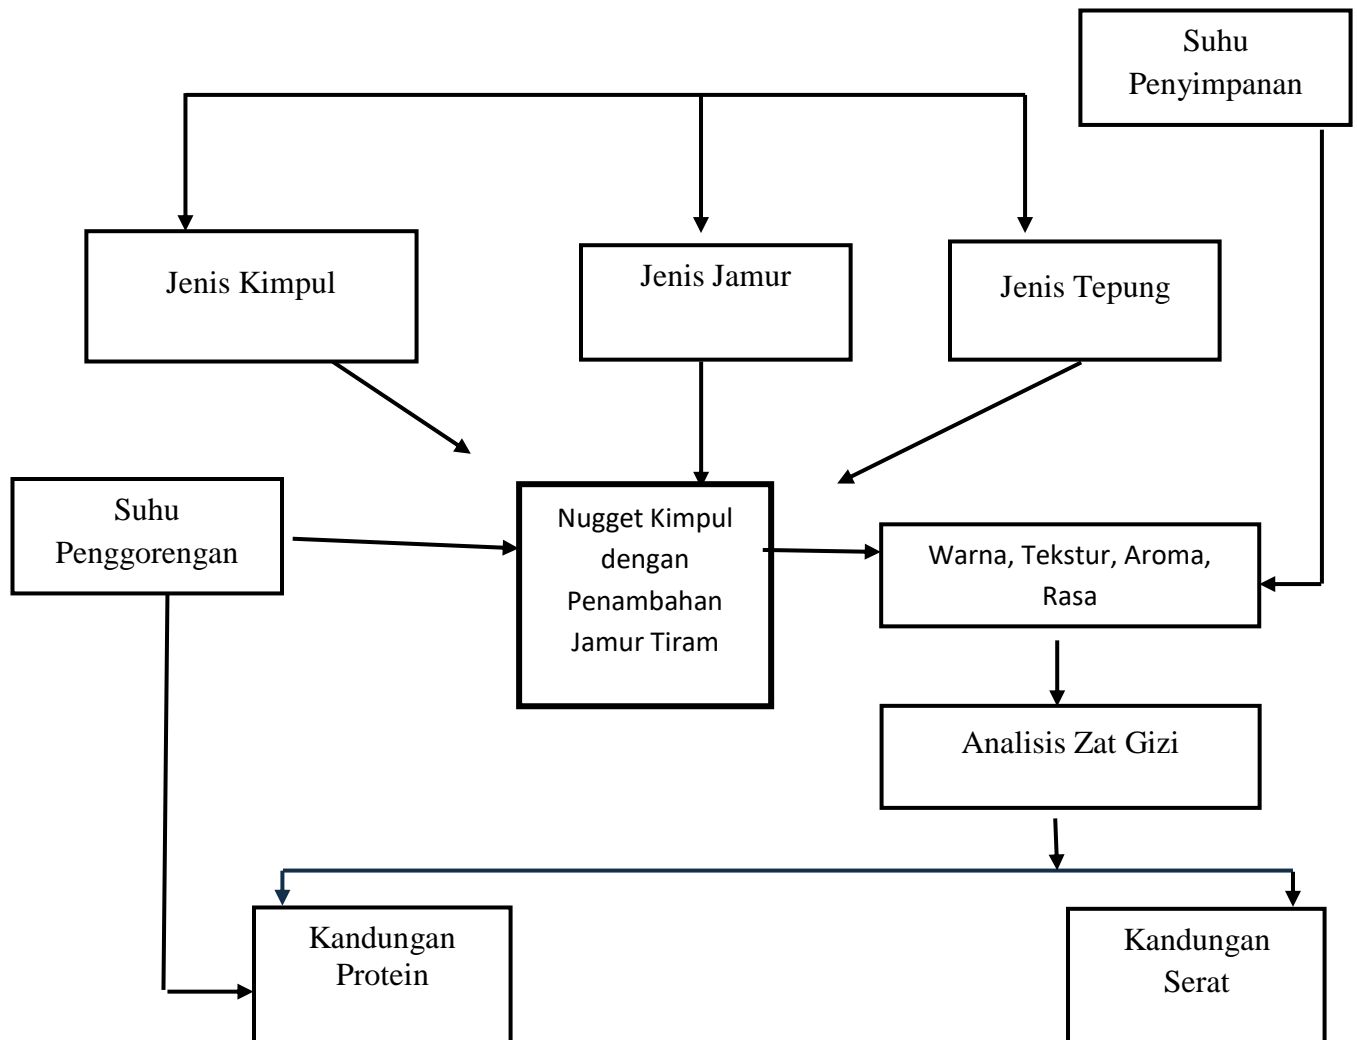 Suhu
Penyimpanan
Jenis Kimpul
Jenis Jamur
Jenis Tepung
Suhu
Penggorengan
Nugget Kimpul
dengan
Penambahan
Jamur Tiram
Warna, Tekstur, Aroma,
Rasa
Analisis Zat Gizi
Kandungan
Protein
Kandungan
Serat